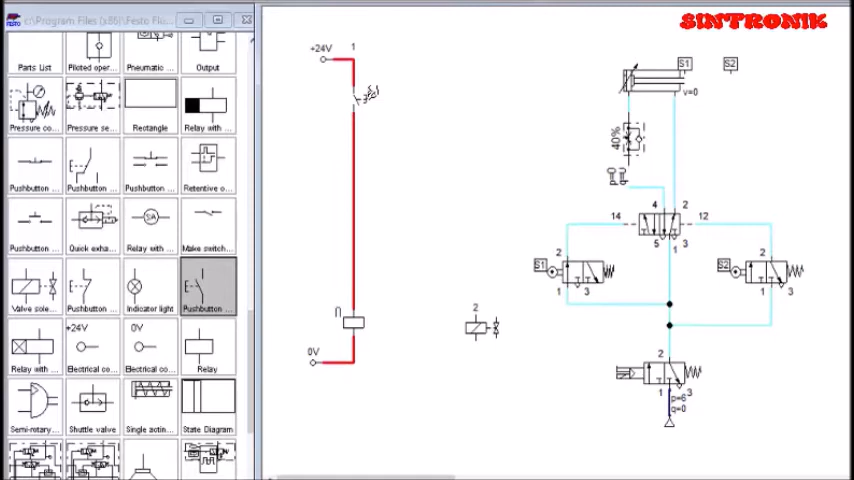 c:\Program Files (x86)\Festo Flo...
FESTO
SINTRONIK
Parts List
Piloted oper...
Pneumatic ...
Output
Pressure co...
Pressure se...
Rectangle
Relay with ...
Pushbutton ...
Pushbutton ...
Pushbutton ...
Retentive o...
Pushbutton ...
Quick exha...
Relay with ...
Make switch...
Valve sole...
Pushbutton ...
Indicator light
Pushbutton ...
+24V
0V
Relay with ...
Electrical co...
Electrical co...
Relay
Semi-rotary...
Shuttle valve
Single actin...
State Diagram
+24V
1
0V
2
S1
S2
v=0
40%
p=0
q=0
4
2
14
12
5
1
3
2
S1
1
3
2
S2
1
3
2
1
3
p=6
q=0